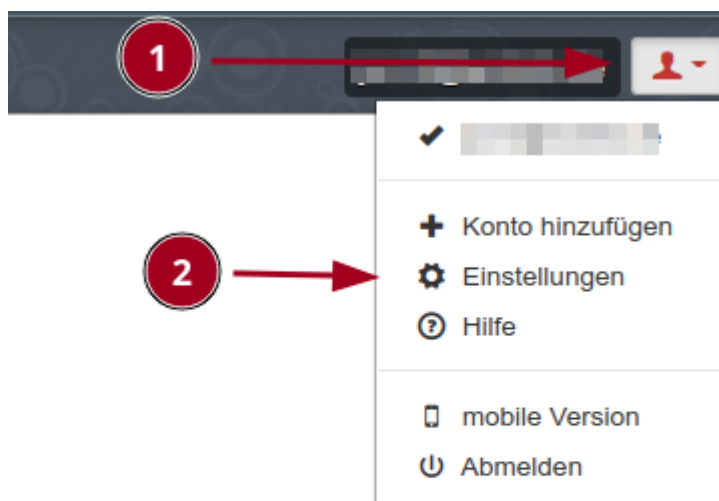 1
2
Konto hinzufügen
Einstellungen
Hilfe
mobile Version
Abmelden